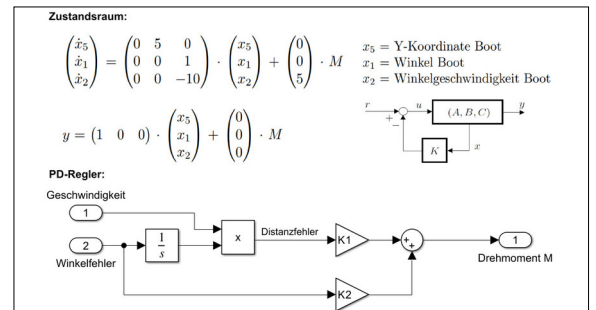 Zustandsraum:
(ẋ5 ẋ1 ẋ2) = (0 5 0 0 0 1 0 0 −10) · (x5 x1 x2) + (0 0 5) · M
x5 = Y-Koordinate Boot
x1 = Winkel Boot
x2 = Winkelgeschwindigkeit Boot
y = (1 0 0) · (x5 x1 x2) + (0 0 0) · M
r + − u (A, B, C) y
K x
PD-Regler:
Geschwindigkeit
1
2
Winkelfehler
1
s
x
Distanzfehler
K1
K2
+
+
1
Drehmoment M